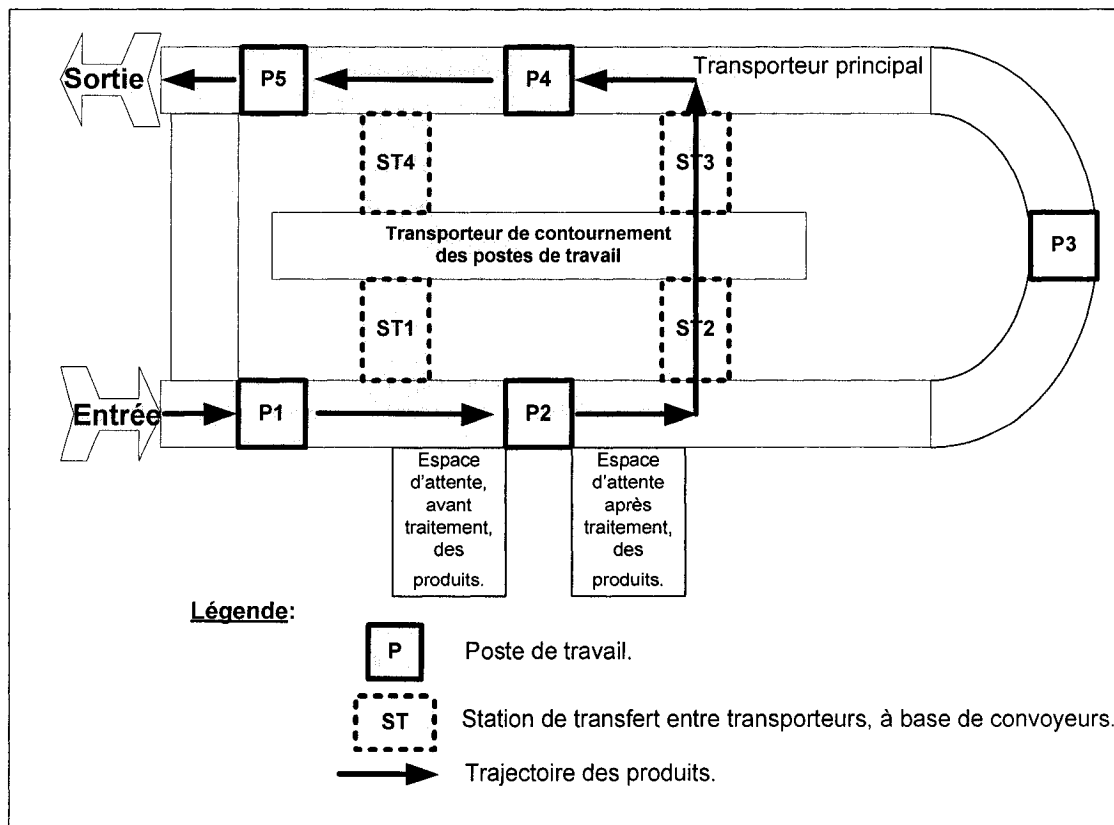 Sortie
P5
P4
Transporteur principal
ST4
ST3
Transporteur de contournement
des postes de travail
P3
ST1
ST2
Entrée
P1
P2
Espace
d'attente,
avant
traitement,
des
produits.
Espace
d'attente
après
traitement,
des
produits.
Légende:
P
Poste de travail.
ST
Station de transfert entre transporteurs, à base de convoyeurs.
Trajectoire des produits.